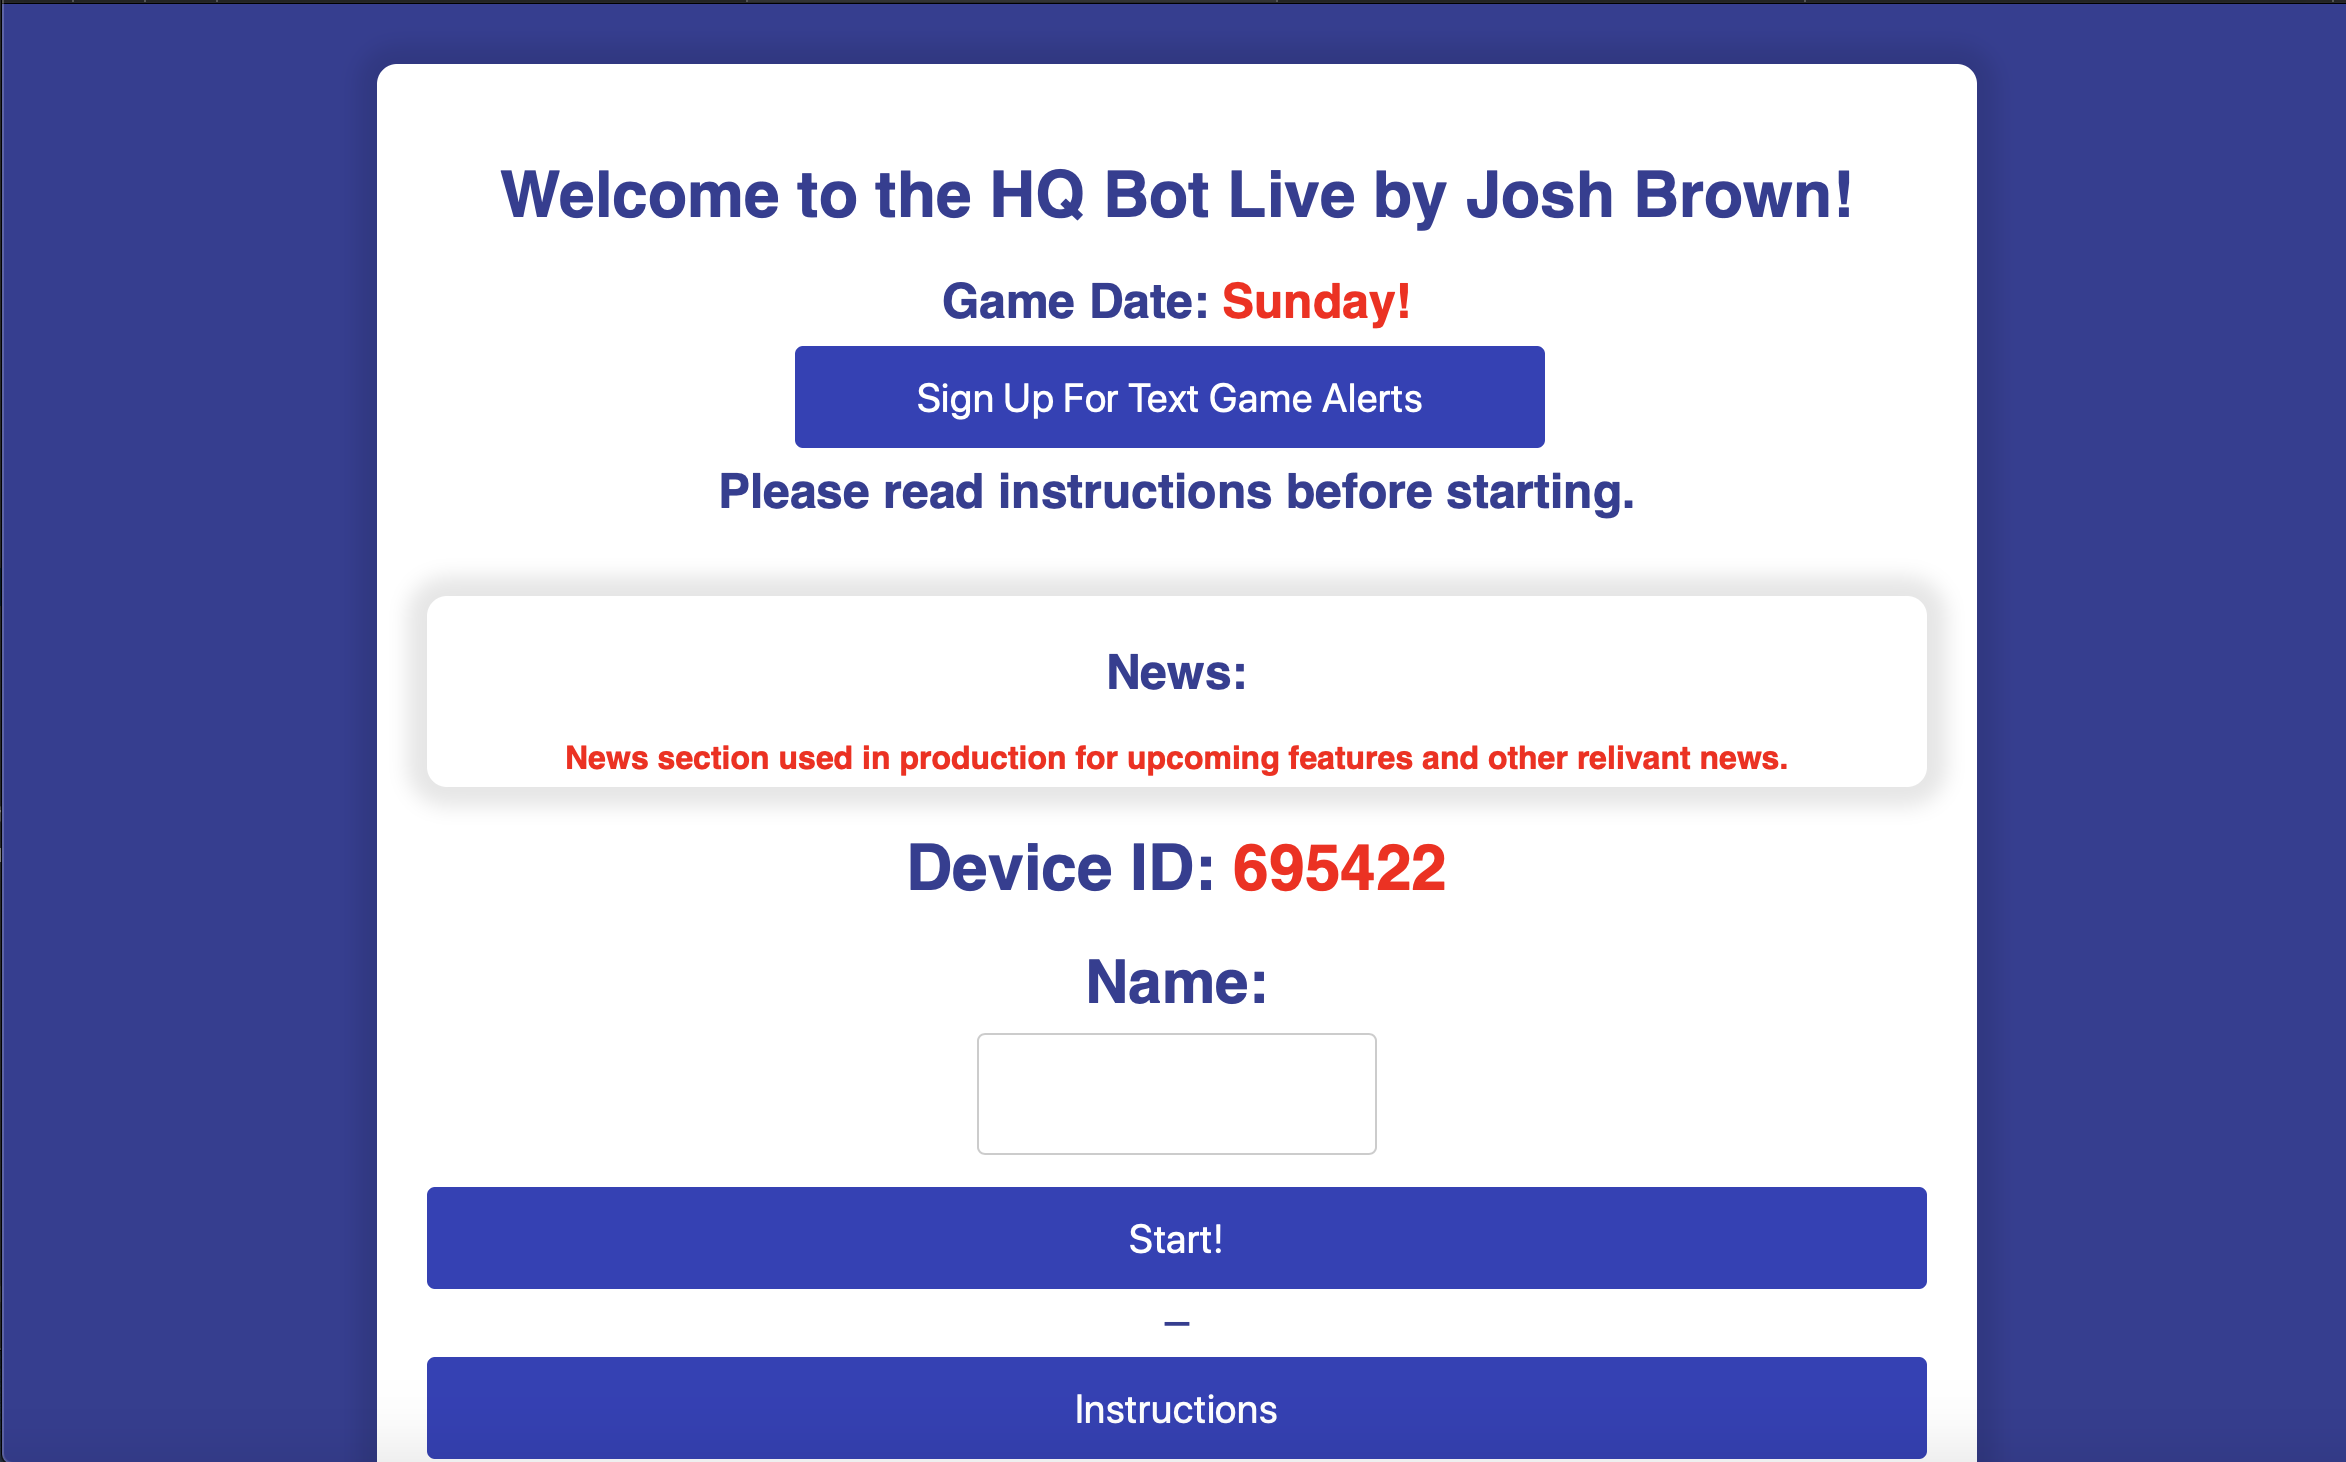 Welcome to the HQ Bot Live by Josh Brown!
Game Date: Sunday!
Sign Up For Text Game Alerts
Please read instructions before starting.
News:
News section used in production for upcoming features and other relivant news.
Device ID: 695422
Name:
Start!
–
Instructions